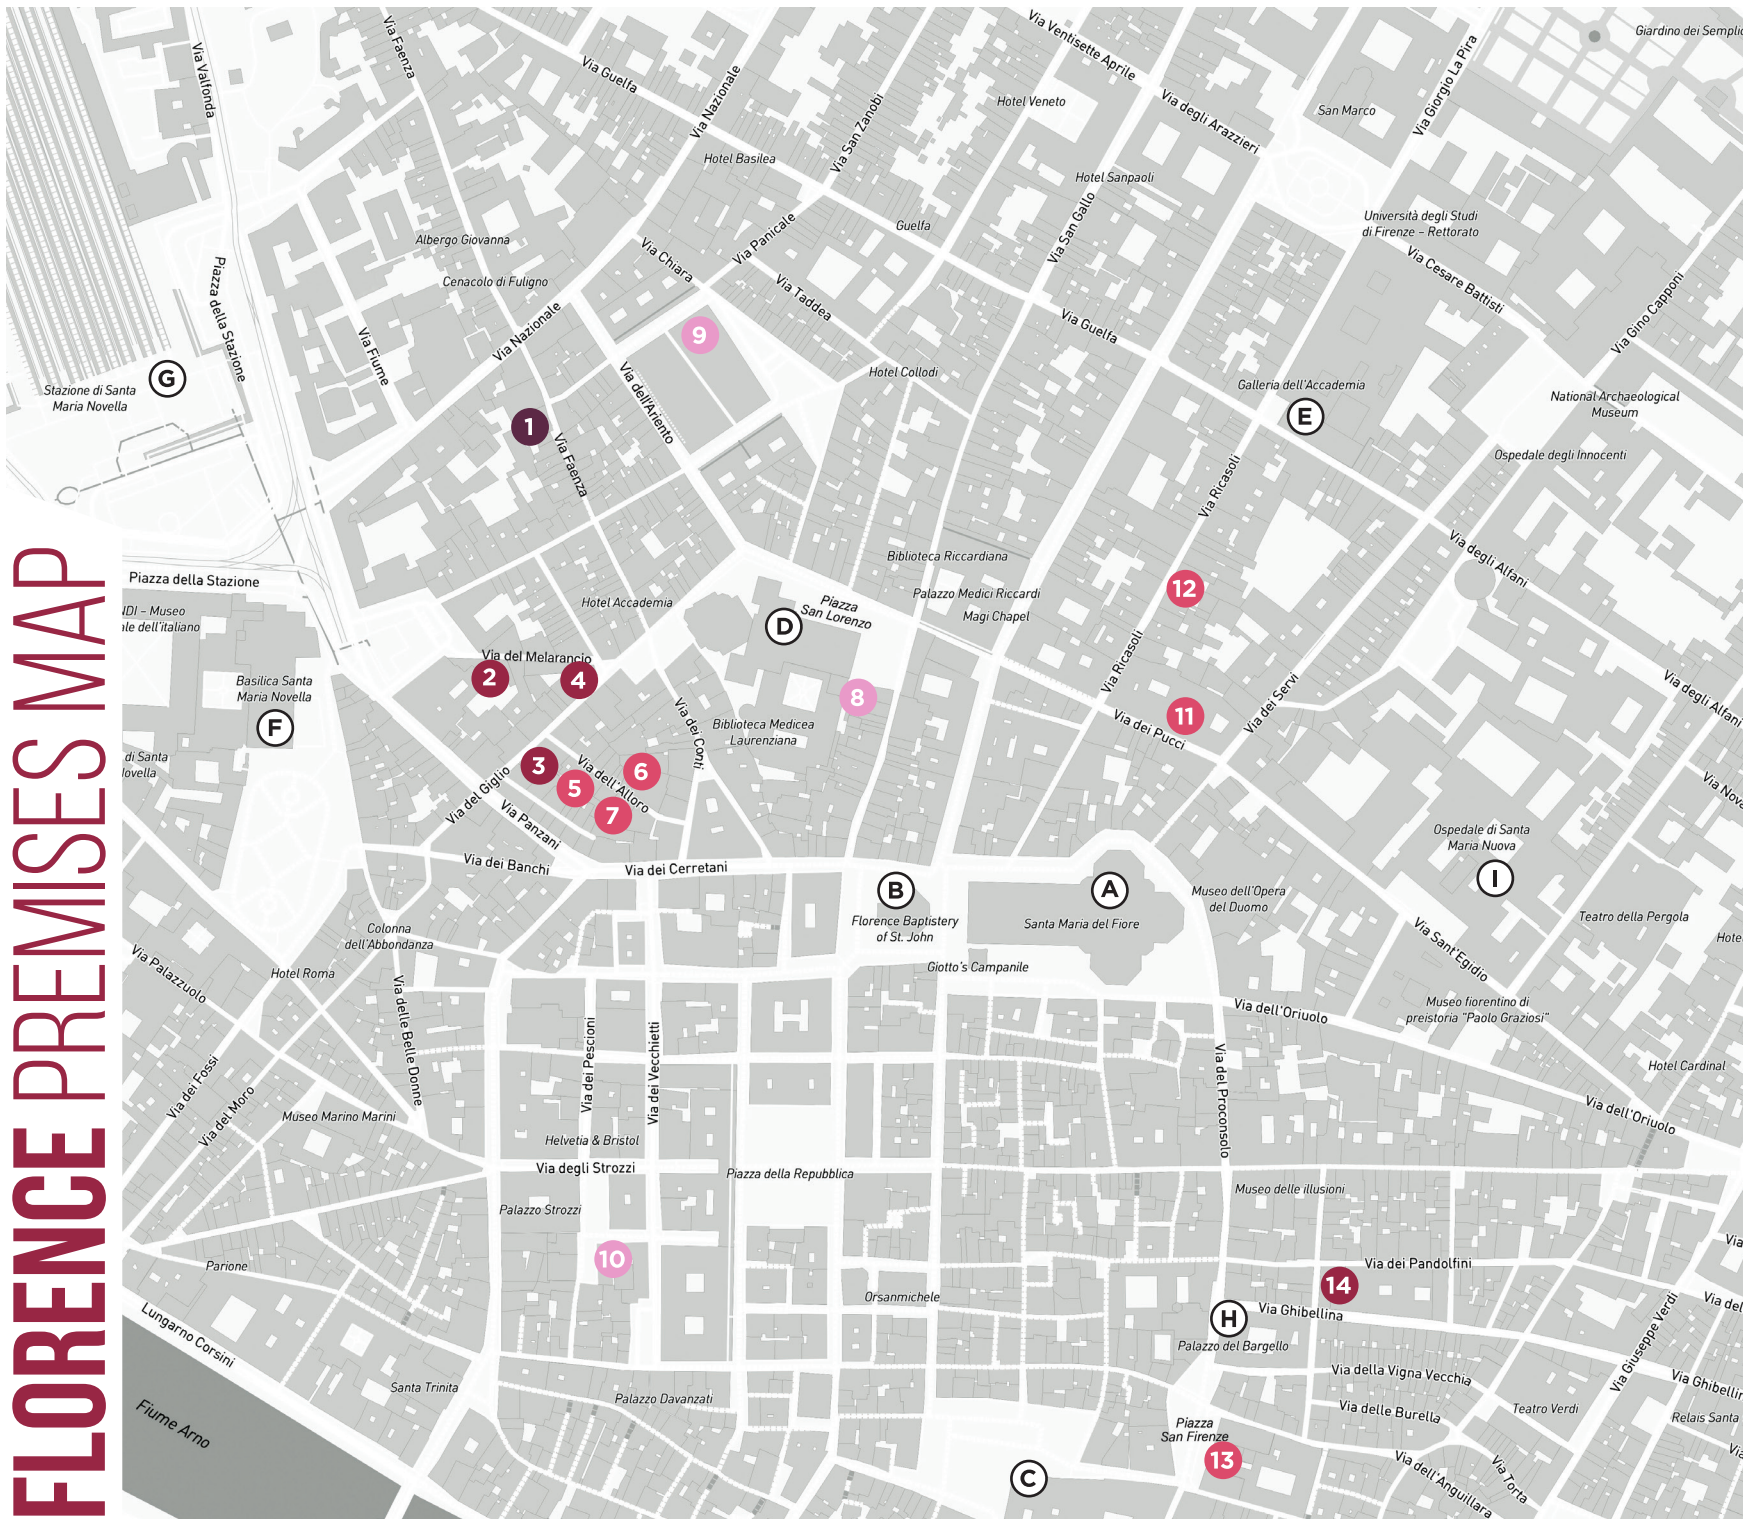 FLORENCE PREMISES MAP
Via Valfonda
Via Faenza
Via Guelfa
Via Nazionale
Via San Zanobi
Via Ventisette Aprile
Via degli Arazzieri
Via Giorgio La Pira
Hotel Veneto
San Marco
Hotel Basilea
Hotel Sanpaoli
Via San Gallo
Università degli Studi
di Firenze – Rettorato
Via Cesare Battisti
Via Gino Capponi
Albergo Giovanna
Cenacolo di Fuligno
Via Chiara
Via Panicale
Via Taddea
Guelfa
Via Guelfa
Piazza della Stazione
Via Fiume
Via Nazionale
9
G
Stazione di Santa
Maria Novella
Via dell'Ariento
1
Via Faenza
Hotel Collodi
Galleria dell'Accademia
E
National Archaeological
Museum
Ospedale degli Innocenti
Via Ricasoli
Via degli Alfani
Piazza della Stazione
Biblioteca Riccardiana
Palazzo Medici Riccardi
Magi Chapel
12
Hotel Accademia
Piazza
San Lorenzo
D
Via del Melarancio
2
4
Basilica Santa
Maria Novella
F
Via Ricasoli
8
11
Via dei Pucci
Via dei Servi
Via degli Alfani
Via dei Conti
Biblioteca Medicea
Laurenziana
3
5
6
7
Via dell'Alloro
Via del Giglio
Via Panzani
Via dei Banchi
Via dei Cerretani
B
Florence Baptistery
of St. John
A
Santa Maria del Fiore
Giotto's Campanile
Museo dell'Opera
del Duomo
Ospedale di Santa
Maria Nuova
I
Teatro della Pergola
Via Sant'Egidio
Colonna
dell'Abbondanza
Hotel Roma
Via Palazzuolo
Via delle Belle Donne
Via dei Fossi
Via del Moro
Museo Marino Marini
Via dei Pescioni
Via dei Vecchietti
Helvetia & Bristol
Via degli Strozzi
Piazza della Repubblica
Palazzo Strozzi
10
Via dell'Oriuolo
Museo fiorentino di
preistoria "Paolo Graziosi"
Via del Proconsolo
Hotel Cardinal
Via dell'Oriuolo
Museo delle illusioni
Via dei Pandolfini
14
Via Ghibellina
H
Palazzo del Bargello
Orsanmichele
Parione
Lungarno Corsini
Fiume Arno
Santa Trinita
Palazzo Davanzati
Via della Vigna Vecchia
Via delle Burella
Via Giuseppe Verdi
Teatro Verdi
Relais Santa
Piazza
San Firenze
13
C
Via dell'Anguillara
Via Torta